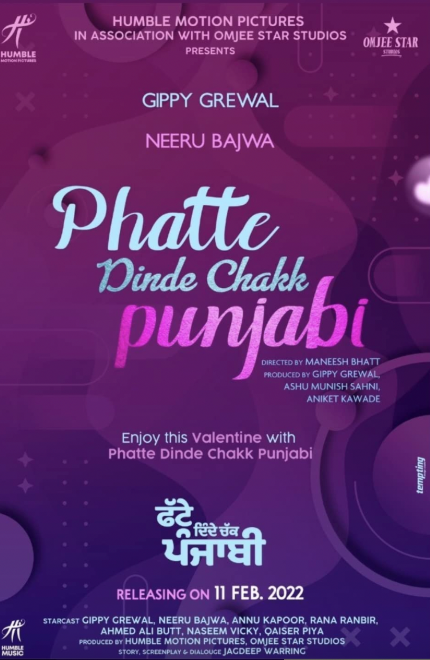 HUMBLE MOTION PICTURES
IN ASSOCIATION WITH OMJEE STAR STUDIOS
PRESENTS
HUMBLE
MOTION PICTURES
OMJEE STAR
STUDIOS
GIPPY GREWAL
NEERU BAJWA
Phatte
Dinde Chakk
punjabi
DIRECTED BY MANEESH BHATT
PRODUCED BY GIPPY GREWAL,
ASHU MUNISH SAHNI,
ANIKET KAWADE
Enjoy this Valentine with
Phatte Dinde Chakk Punjabi
tempting
ਫੱਟੇ
ਦਿੰਦੇ ਚੱਕ
ਪੰਜਾਬੀ
RELEASING ON 11 FEB. 2022
STARCAST GIPPY GREWAL, NEERU BAJWA, ANNU KAPOOR, RANA RANBIR,
AHMED ALI BUTT, NASEEM VICKY, QAISER PIYA
PRODUCED BY HUMBLE MOTION PICTURES, OMJEE STAR STUDIOS
STORY, SCREENPLAY & DIALOUGE JAGDEEP WARRING
HUMBLE
MUSIC